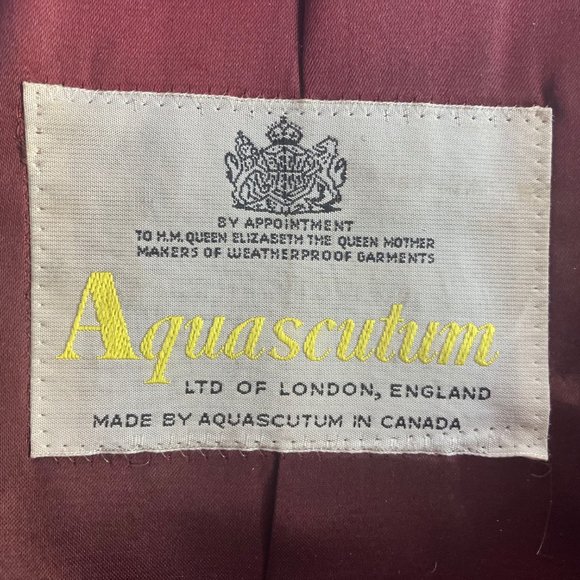 BY APPOINTMENT
TO H.M. QUEEN ELIZABETH THE QUEEN MOTHER
MAKERS OF WEATHERPROOF GARMENTS
Aquascutum
LTD OF LONDON, ENGLAND
MADE BY AQUASCUTUM IN CANADA